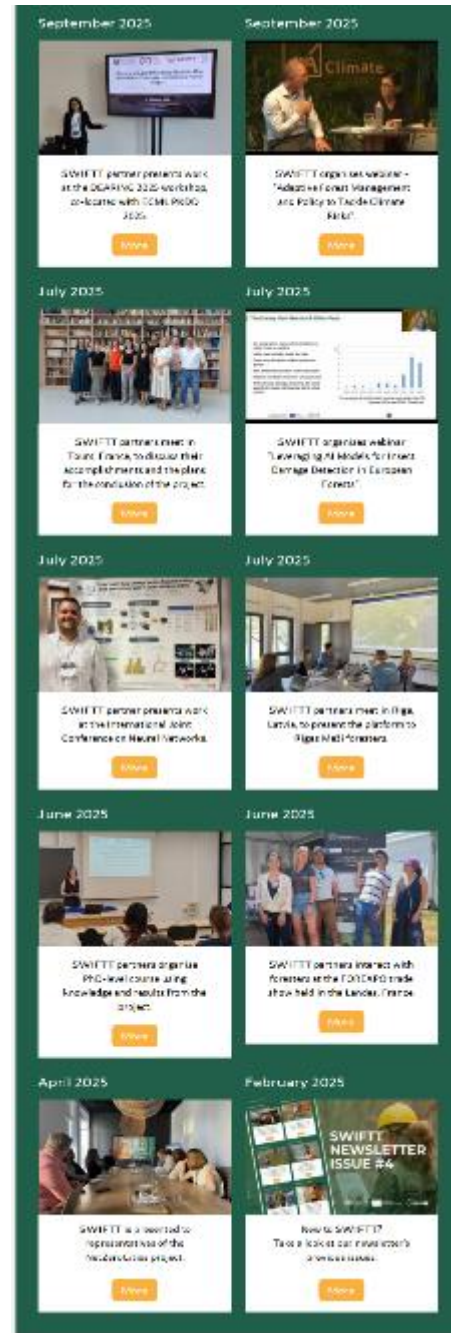 September 2025
SWIFTT partner presents work
at the DEARING 2025 workshop,
co-located with ECML PKDD
2025.
More
September 2025
Climate
SWIFTT organises webinar -
"Adaptive Forest Management
and Policy to Tackle Climate
Risks".
More
July 2025
SWIFTT partners meet in
Tours, France, to discuss their
accomplishments and the plans
for the conclusion of the project.
More
July 2025
SWIFTT organises webinar
"Leveraging AI Models for Insect
Damage Detection in European
Forests".
More
July 2025
SWIFTT partner presents work
at the International Joint
Conference on Neural Networks.
More
July 2025
SWIFTT partners meet in Riga,
Latvia, to present the platform to
Rigas Meži foresters.
More
June 2025
SWIFTT partners organise
PhD-level course using
knowledge and results from the
project.
More
June 2025
SWIFTT partners interact with
foresters at the FOREXPO trade
show held in the Landes, France.
More
April 2025
SWIFTT is presented to
representatives of the
NetZeroCities project.
More
February 2025
SWIFTT
NEWSLETTER
ISSUE #4
New to SWIFTT?
Take a look at our newsletter's
previous issues.
More